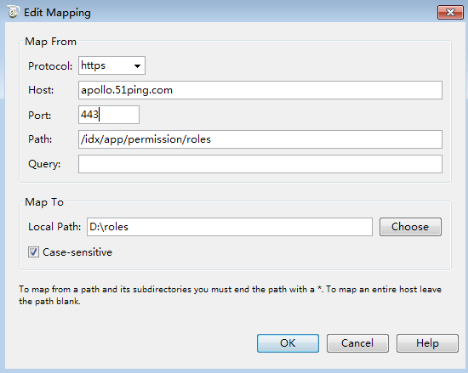 Edit Mapping
Map From
Protocol: https
Host: apollo.51ping.com
Port: 443
Path: /idx/app/permission/roles
Query:
Map To
Local Path: D:\roles Choose
Case-sensitive
To map from a path and its subdirectories you must end the path with a *. To map an entire host leave
the path blank.
OK Cancel Help